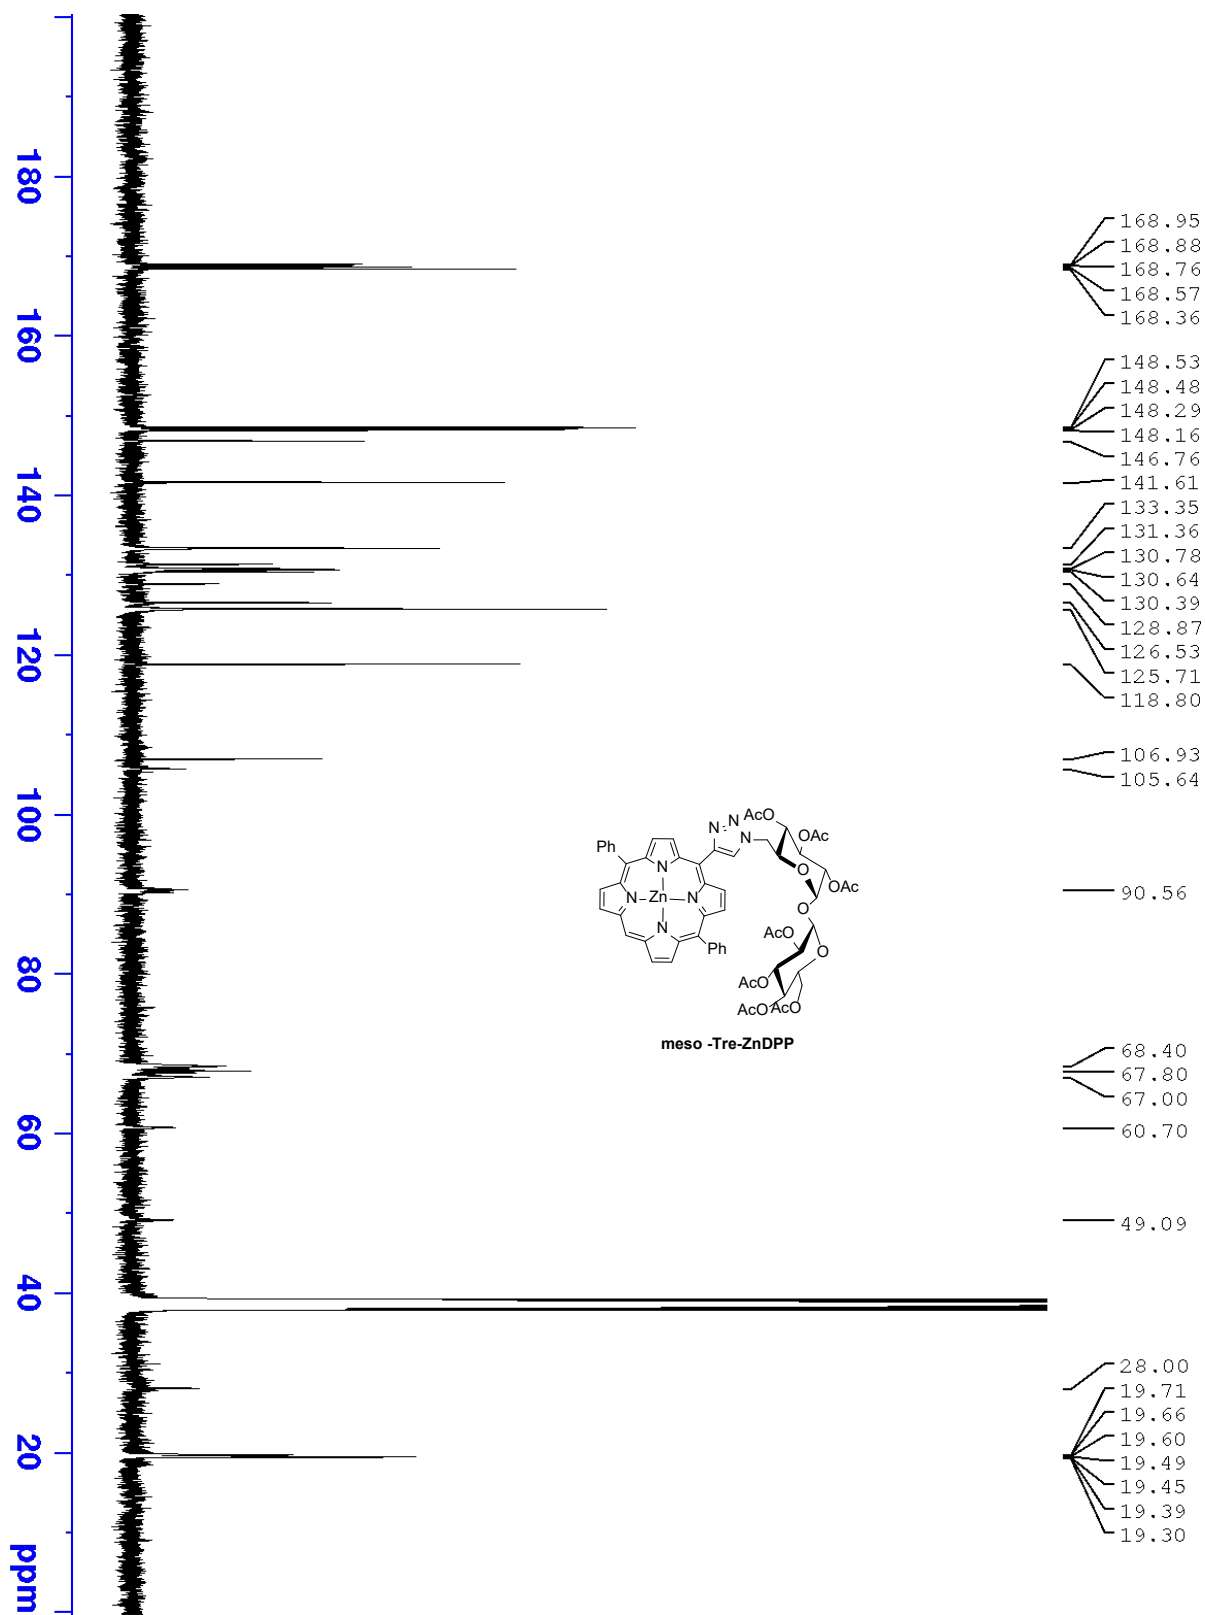 168.95
168.88
168.76
168.57
168.36
148.53
148.48
148.29
148.16
146.76
141.61
133.35
131.36
130.78
130.64
130.39
128.87
126.53
125.71
118.80
106.93
105.64
90.56
68.40
67.80
67.00
60.70
49.09
28.00
19.71
19.66
19.60
19.49
19.45
19.39
19.30
180
160
140
120
100
80
60
40
20
ppm
Ph
N
N
N
N
Zn
Ph
N
N
N
AcO
OAc
O
OAc
O
AcO
O
AcO
AcO
AcO
meso -Tre-ZnDPP